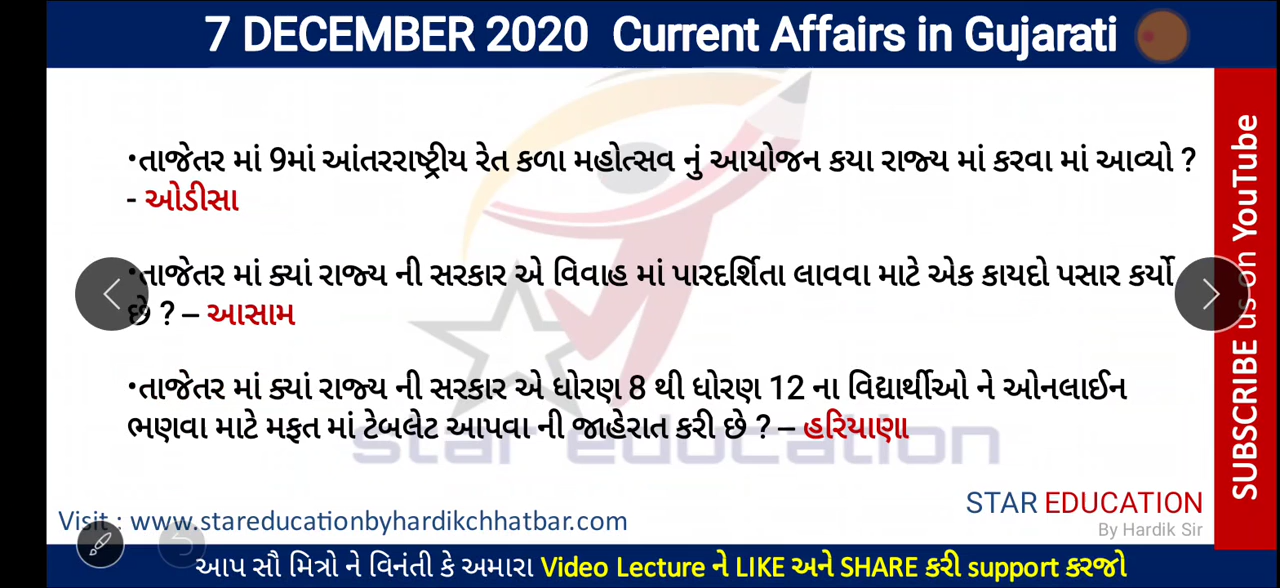 7 DECEMBER 2020 Current Affairs in Gujarati
•તાજેતર માં 9માં આંતરરાષ્ટ્રીય રેત કળા મહોત્સવ નું આયોજન કયા રાજ્ય માં કરવા માં આવ્યો ?
- ઓડીસા
•તાજેતર માં ક્યાં રાજ્ય ની સરકાર એ વિવાહ માં પારદર્શિતા લાવવા માટે એક કાયદો પસાર કર્યો
છે ? – આસામ
•તાજેતર માં ક્યાં રાજ્ય ની સરકાર એ ધોરણ 8 થી ધોરણ 12 ના વિદ્યાર્થીઓ ને ઓનલાઈન
ભણવા માટે મફત માં ટેબલેટ આપવા ની જાહેરાત કરી છે ? – હરિયાણા
star education
SUBSCRIBE us on YouTube
STAR EDUCATION
By Hardik Sir
Visit : www.stareducationbyhardikchhatbar.com
આપ સૌ મિત્રો ને વિનંતી કે અમારા Video Lecture ને LIKE અને SHARE કરી support કરજો